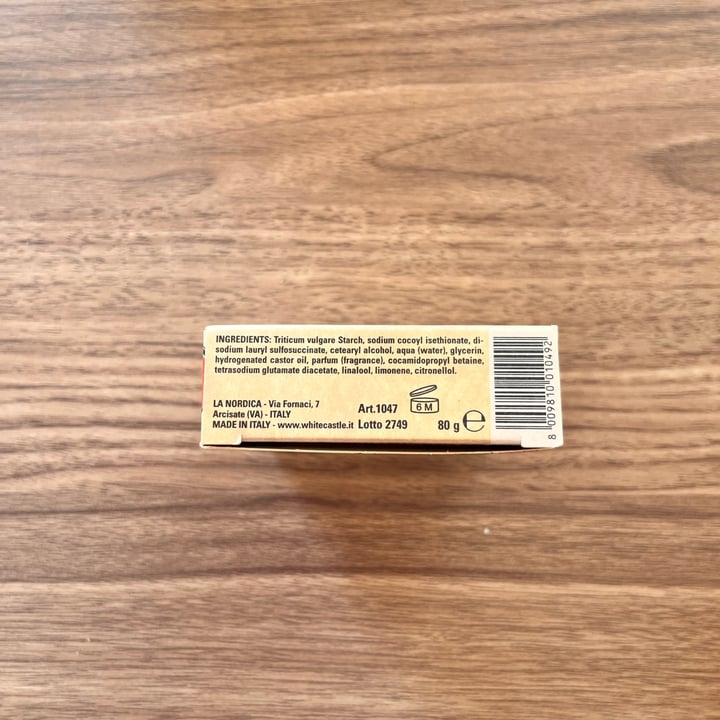 INGREDIENTS: Triticum vulgare Starch, sodium cocoyl isethionate, di-
sodium lauryl sulfosuccinate, cetearyl alcohol, aqua (water), glycerin,
hydrogenated castor oil, parfum (fragrance), cocamidopropyl betaine,
tetrasodium glutamate diacetate, linalool, limonene, citronellol.
LA NORDICA - Via Fornaci, 7
Arcisate (VA) - ITALY
MADE IN ITALY - www.whitecastle.it
Art.1047
Lotto 2749
6 M
80 g ℮
8 009810 010492